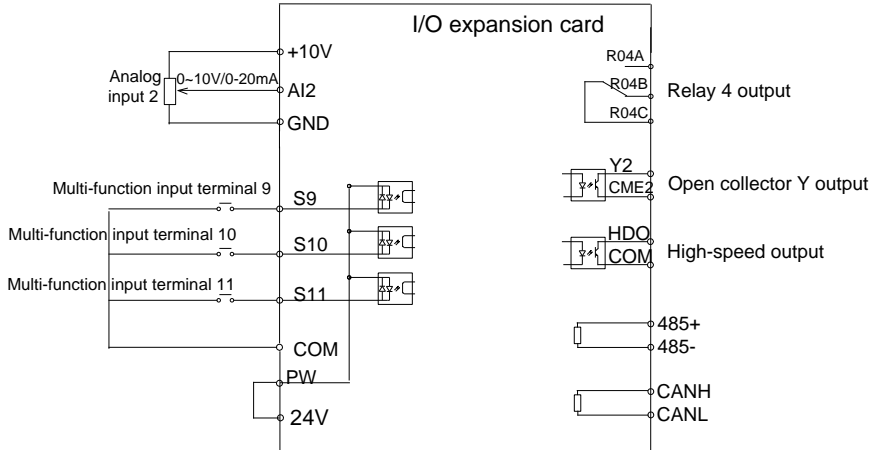 I/O expansion card
+10V
Analog
input 2
0~10V/0-20mA
AI2
GND
Multi-function input terminal 9
S9
Multi-function input terminal 10
S10
Multi-function input terminal 11
S11
COM
PW
24V
R04A
R04B
R04C
Relay 4 output
Y2
CME2
Open collector Y output
HDO
COM
High-speed output
485+
485-
CANH
CANL